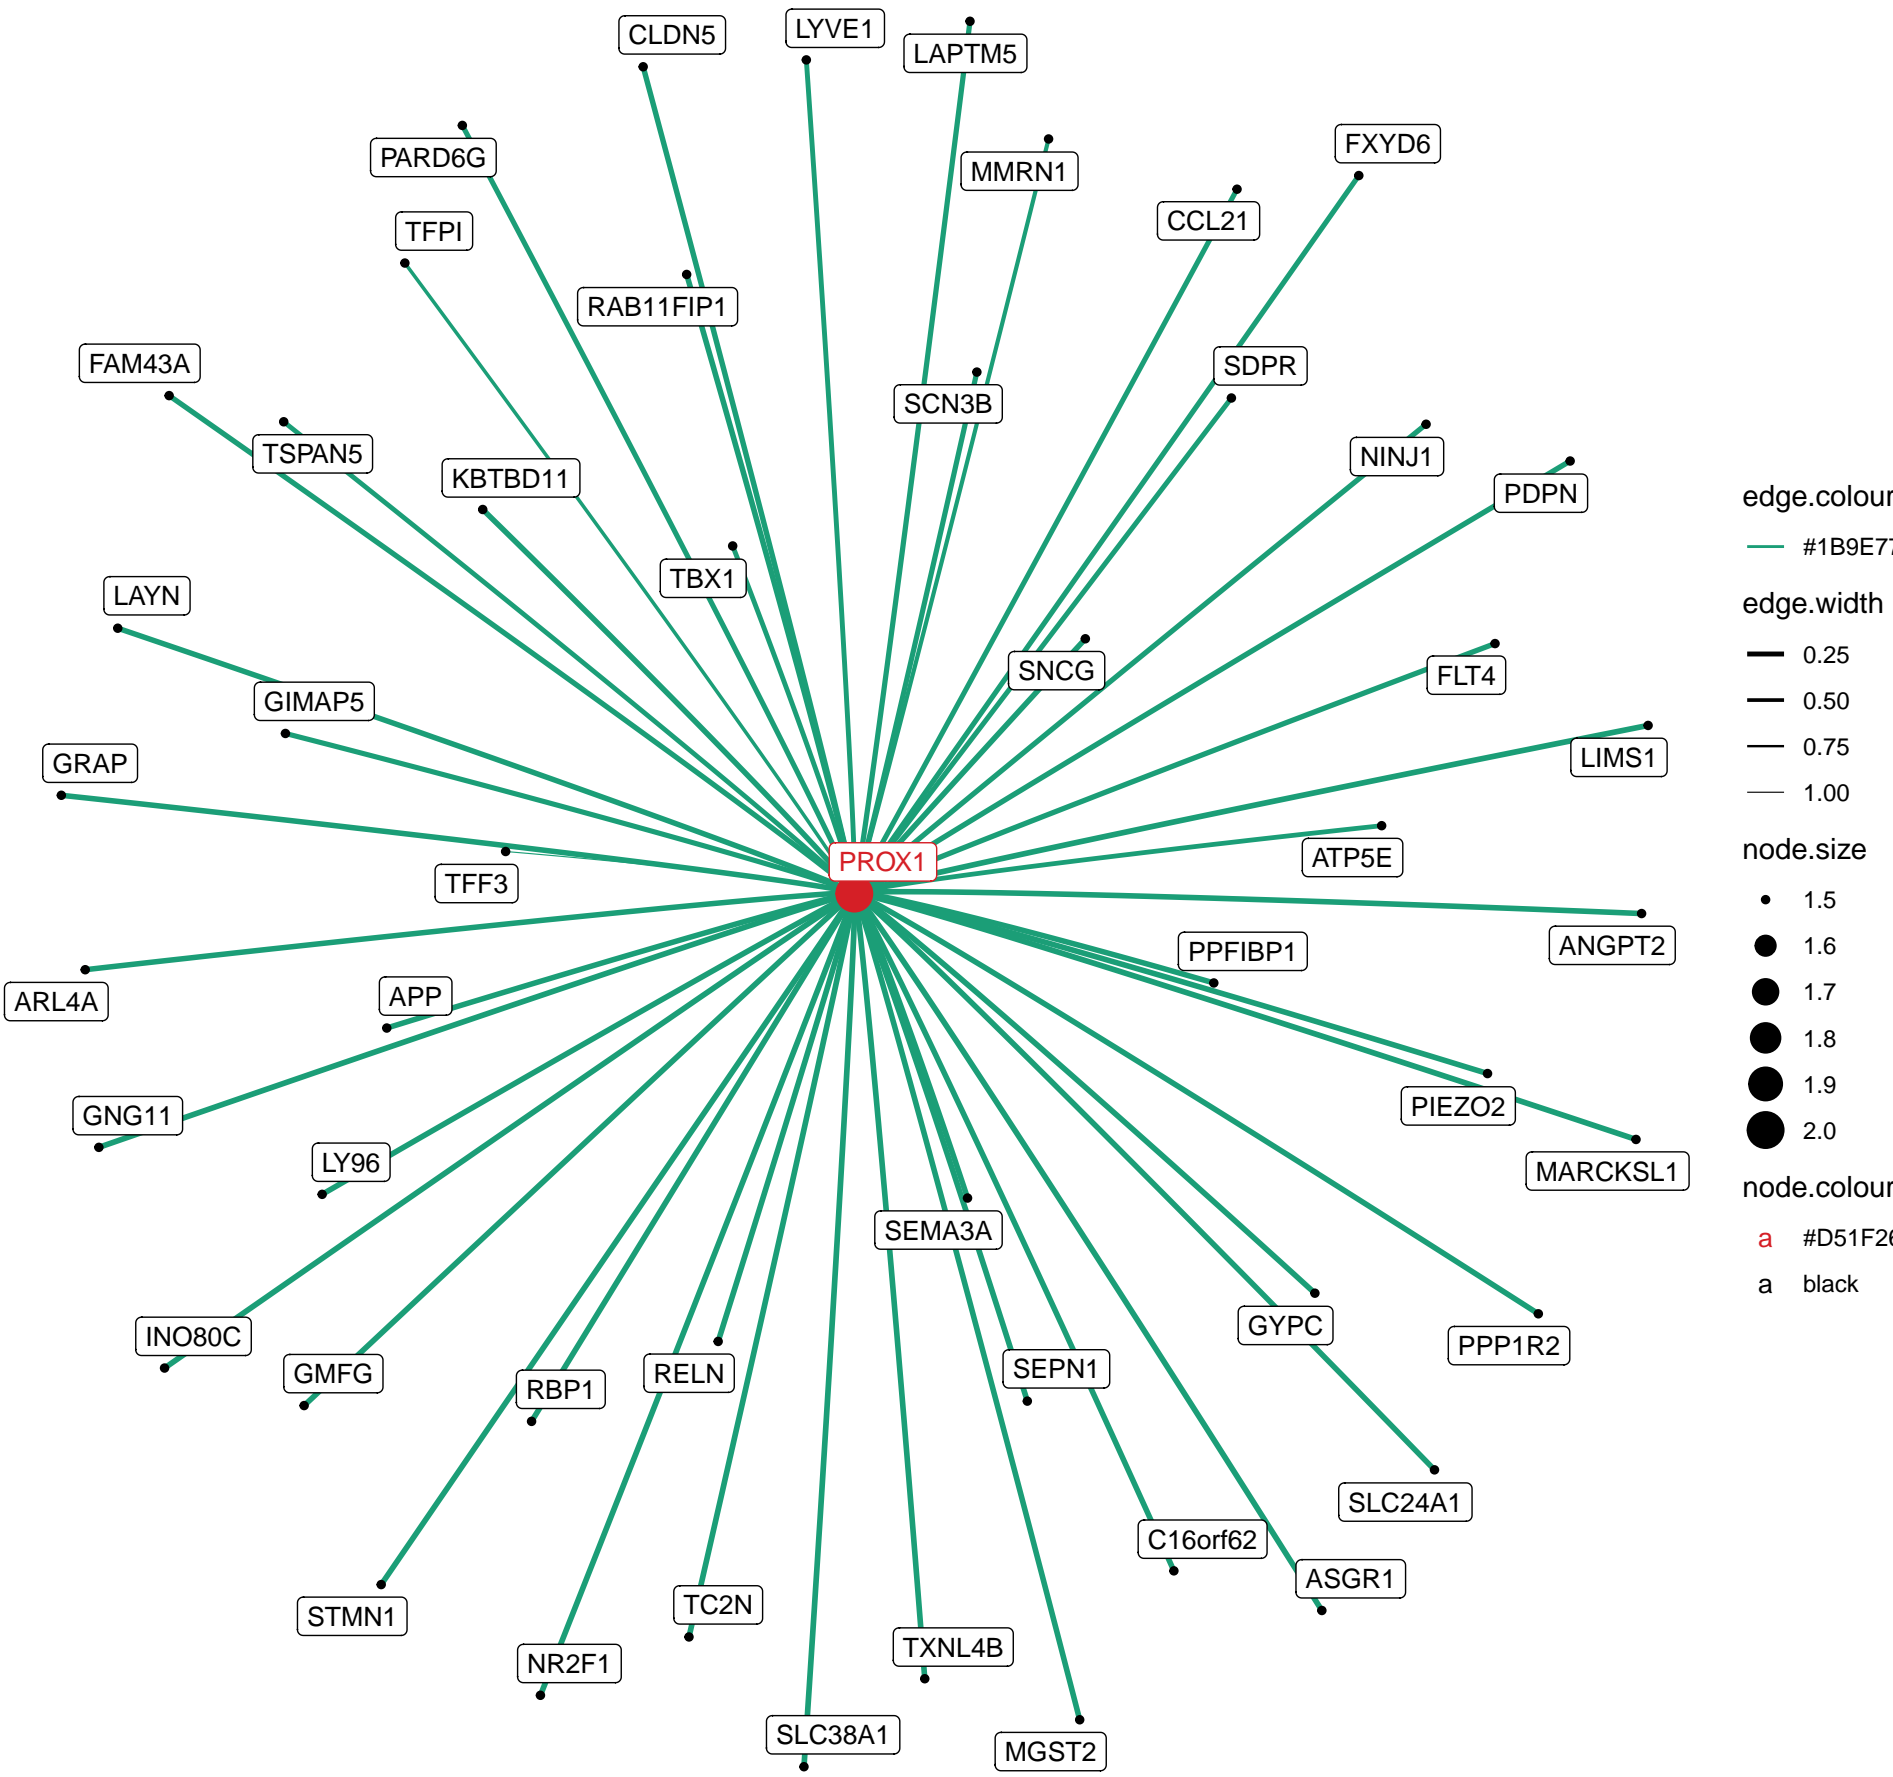 LYVE1
CLDN5
LAPTM5
FXYD6
PARD6G
MMRN1
CCL21
TFPI
RAB11FIP1
FAM43A
SDPR
SCN3B
TSPAN5
NINJ1
KBTBD11
PDPN
TBX1
LAYN
SNCG
FLT4
GIMAP5
LIMS1
GRAP
PROX1
ATP5E
TFF3
ANGPT2
PPFIBP1
APP
ARL4A
PIEZO2
GNG11
LY96
MARCKSL1
SEMA3A
GYPC
INO80C
PPP1R2
SEPN1
GMFG
RELN
RBP1
SLC24A1
C16orf62
ASGR1
TC2N
STMN1
TXNL4B
NR2F1
SLC38A1
MGST2
edge.colour
#1B9E77
edge.width
0.25
0.50
0.75
1.00
node.size
1.5
1.6
1.7
1.8
1.9
2.0
node.colour
a #D51F26
a black